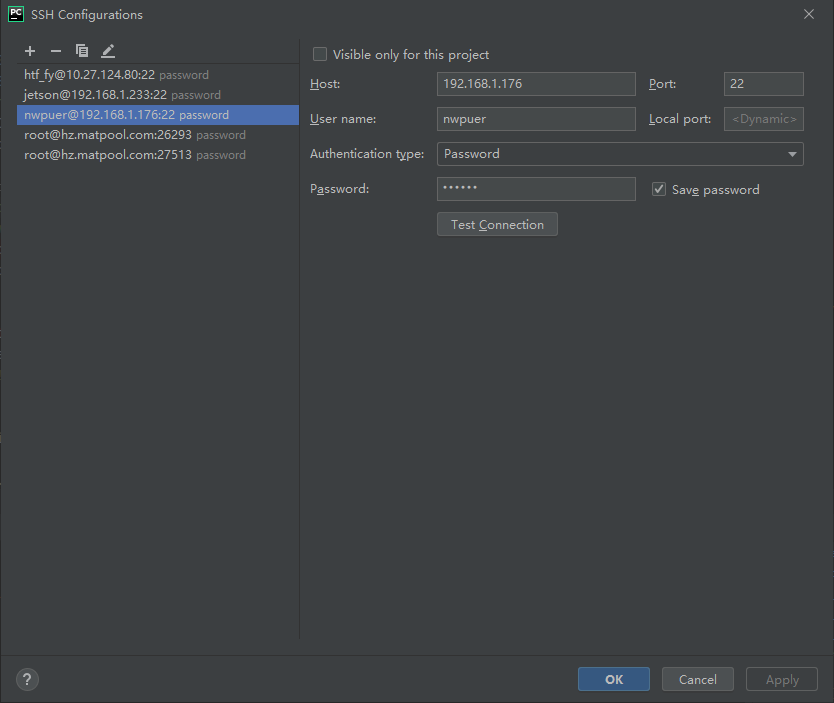 PC SSH Configurations
htf_fy@10.27.124.80:22 password
jetson@192.168.1.233:22 password
nwpuer@192.168.1.176:22 password
root@hz.matpool.com:26293 password
root@hz.matpool.com:27513 password
Visible only for this project
Host: 192.168.1.176 Port: 22
User name: nwpuer Local port: <Dynamic>
Authentication type: Password
Password: •••••• Save password
Test Connection
? OK Cancel Apply